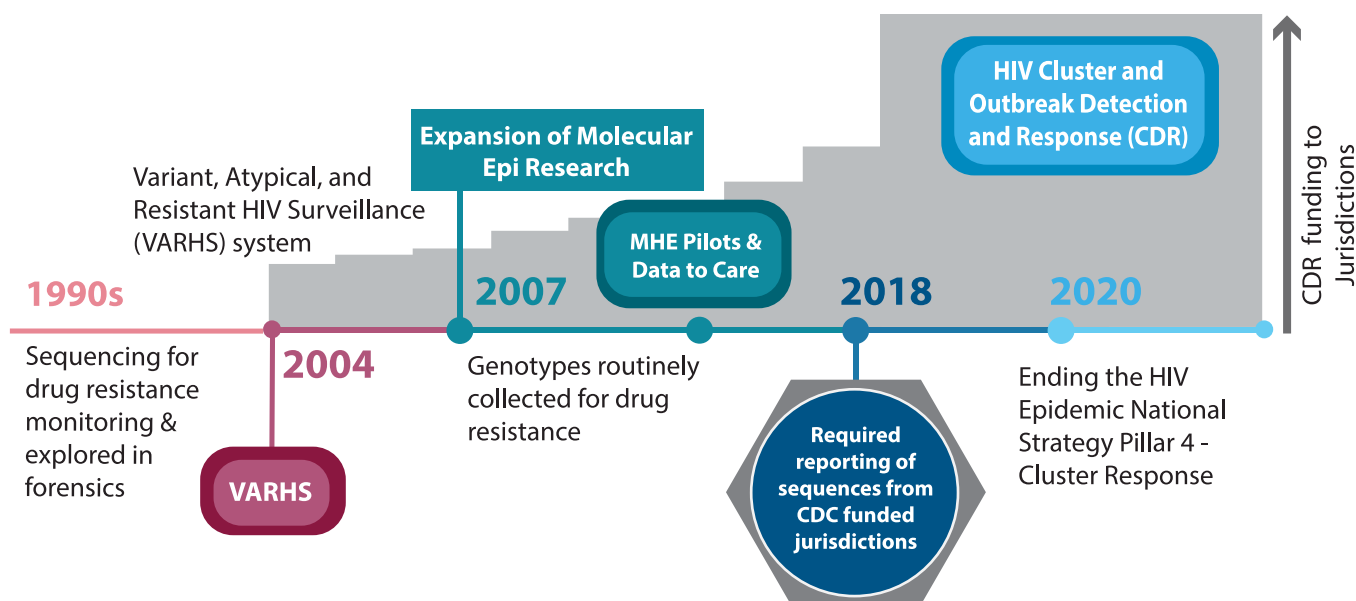 HIV Cluster and
Outbreak Detection
and Response (CDR)
CDR funding to
Jurisdictions
Expansion of Molecular
Epi Research
Variant, Atypical, and
Resistant HIV Surveillance
(VARHS) system
MHE Pilots &
Data to Care
1990s
2007
2018
2020
Sequencing for
drug resistance
monitoring &
explored in
forensics
2004
VARHS
Genotypes routinely
collected for drug
resistance
Required
reporting of
sequences from
CDC funded
jurisdictions
Ending the HIV
Epidemic National
Strategy Pillar 4 -
Cluster Response